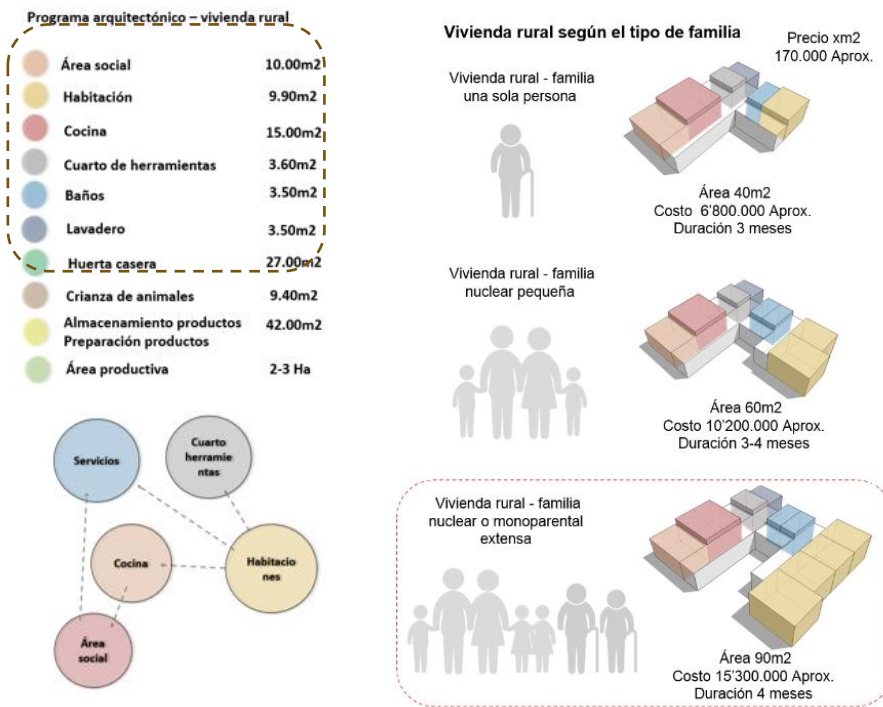 Programa arquitectónico – vivienda rural
Área social 10.00m2
Habitación 9.90m2
Cocina 15.00m2
Cuarto de herramientas 3.60m2
Baños 3.50m2
Lavadero 3.50m2
Huerta casera 27.00m2
Crianza de animales 9.40m2
Almacenamiento productos
Preparación productos 42.00m2
Área productiva 2-3 Ha
Servicios
Cuarto
herramie
ntas
Cocina
Habitacio
nes
Área
social
Vivienda rural según el tipo de familia
Precio xm2
170.000 Aprox.
Vivienda rural - familia
una sola persona
Área 40m2
Costo 6'800.000 Aprox.
Duración 3 meses
Vivienda rural - familia
nuclear pequeña
Área 60m2
Costo 10'200.000 Aprox.
Duración 3-4 meses
Vivienda rural - familia
nuclear o monoparental
extensa
Área 90m2
Costo 15'300.000 Aprox.
Duración 4 meses